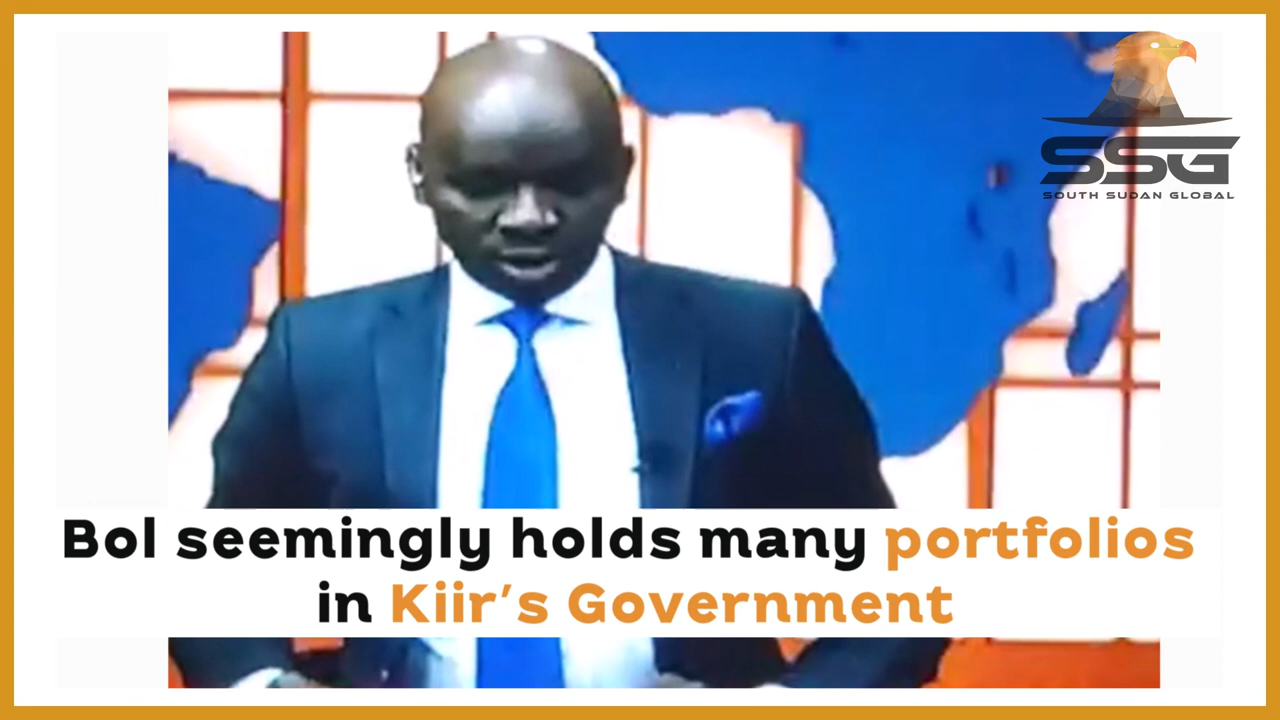 SSG
SOUTH SUDAN GLOBAL
Bol seemingly holds many portfolios
in Kiir's Government